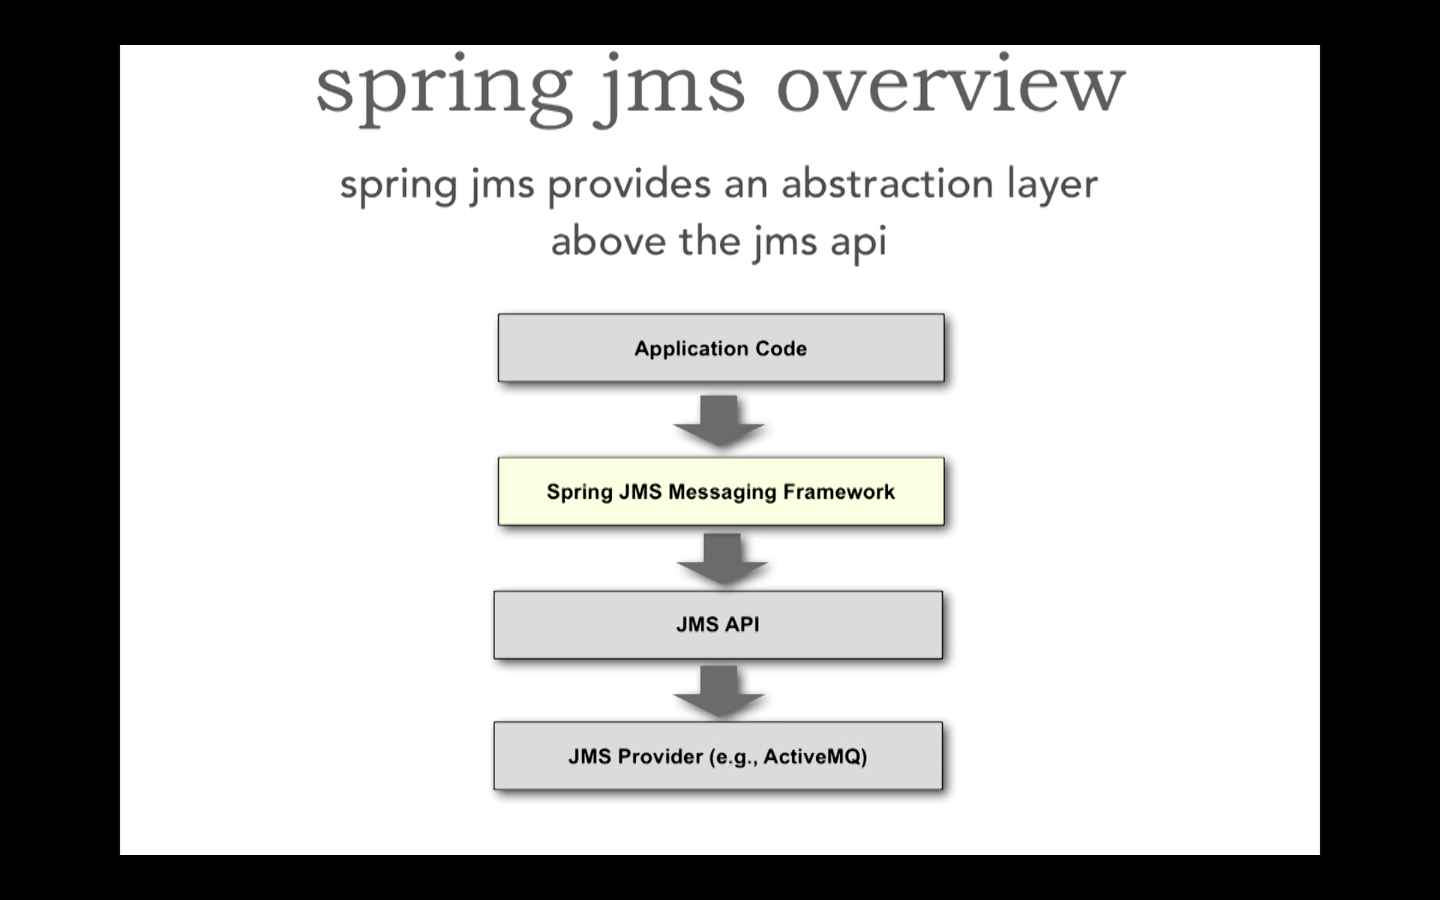 spring jms overview
spring jms provides an abstraction layer
above the jms api
Application Code
Spring JMS Messaging Framework
JMS API
JMS Provider (e.g., ActiveMQ)